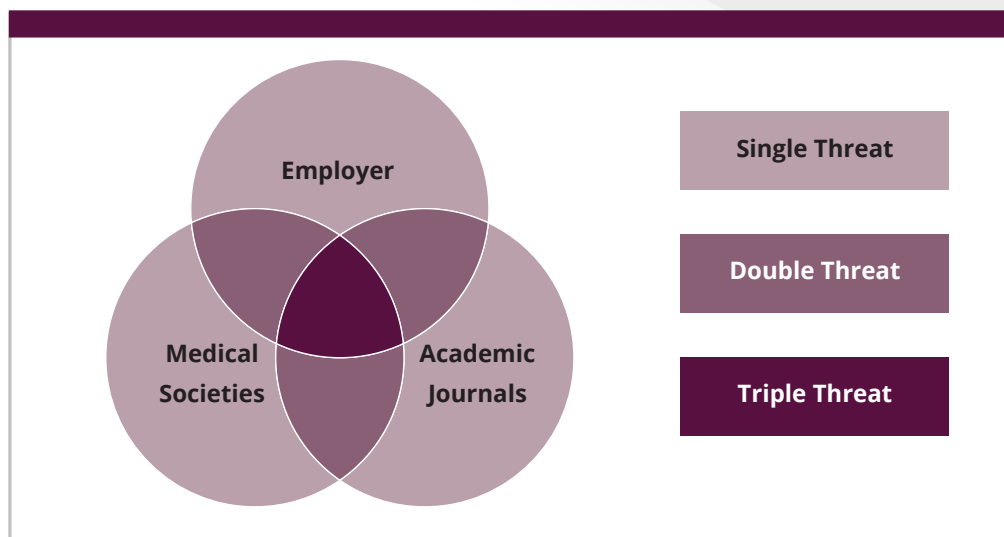 Employer
Medical
Societies
Academic
Journals
Single Threat
Double Threat
Triple Threat